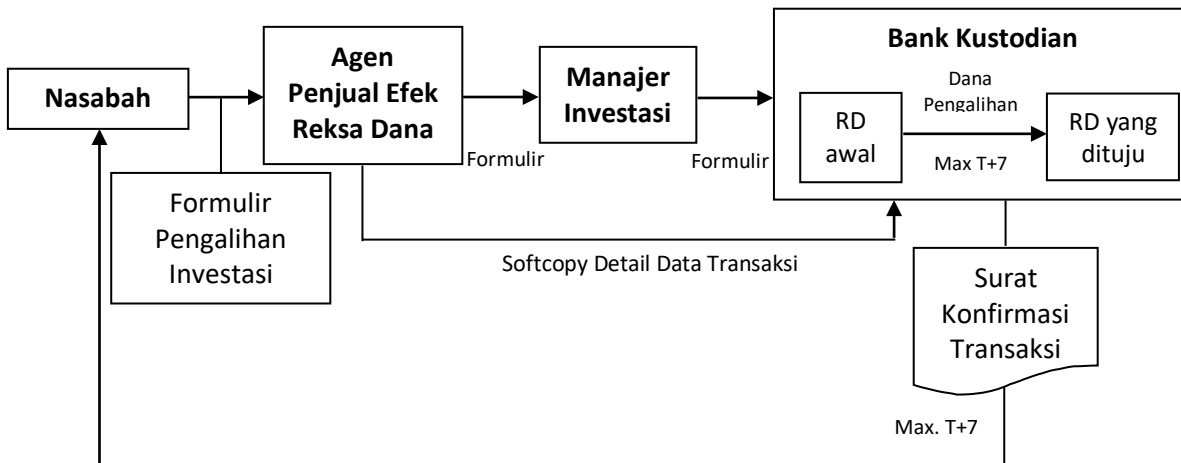 Nasabah
Agen
Penjual Efek
Reksa Dana
Formulir
Manajer
Investasi
Formulir
Bank Kustodian
RD
awal
Dana
Pengalihan
Max T+7
RD yang
dituju
Formulir
Pengalihan
Investasi
Softcopy Detail Data Transaksi
Surat
Konfirmasi
Transaksi
Max. T+7